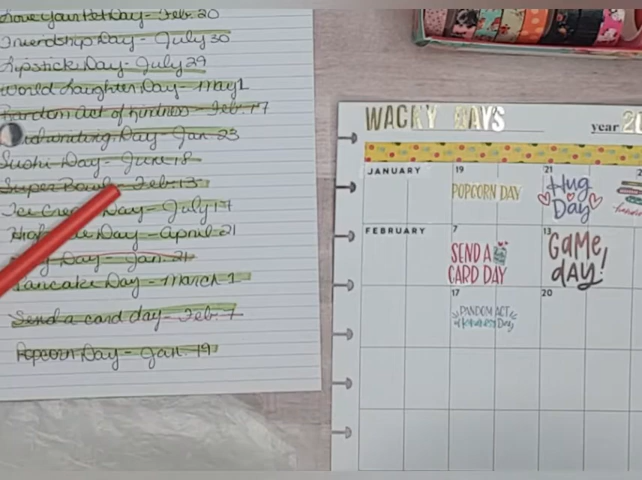 Love Your Pet Day - Feb. 20
Friendship Day - July 30
Lipstick Day - July 29
World Laughter Day - May 1
Random Act of Kindness - Feb. 17
Handwriting Day - Jan 23
Sushi Day - June 18
Super Bowl - Feb. 13
Ice Cream Day - July 17
Day - April 21
Day - Jan. 21
Pancake Day - March 1
Send a card day - Feb. 7
Popcorn Day - Jan. 19
WACKY DAYS
year 20
JANUARY
19
POPCORN DAY
21
Hug
Day
2
FEBRUARY
7
SEND A
CARD DAY
13
GAME
day!
17
RANDOM ACT
of Kindness Day
20